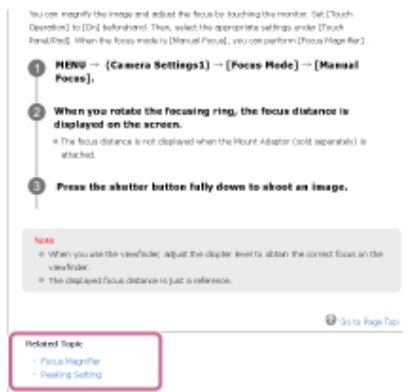 You can magnify the image and adjust the focus by touching the monitor. Set [Touch
Operation] to [On] beforehand. Then, select the appropriate settings under [Touch
Panel/Pad]. When the focus mode is [Manual Focus], you can perform [Focus Magnifier].
1 MENU → (Camera Settings1) → [Focus Mode] → [Manual
Focus].
2 When you rotate the focusing ring, the focus distance is
displayed on the screen.
The focus distance is not displayed when the Mount Adaptor (sold separately) is
attached.
3 Press the shutter button fully down to shoot an image.
Note
When you use the viewfinder, adjust the diopter level to obtain the correct focus on the
viewfinder.
The displayed focus distance is just a reference.
Go to Page Top
Related Topic
Focus Magnifier
Peaking Setting